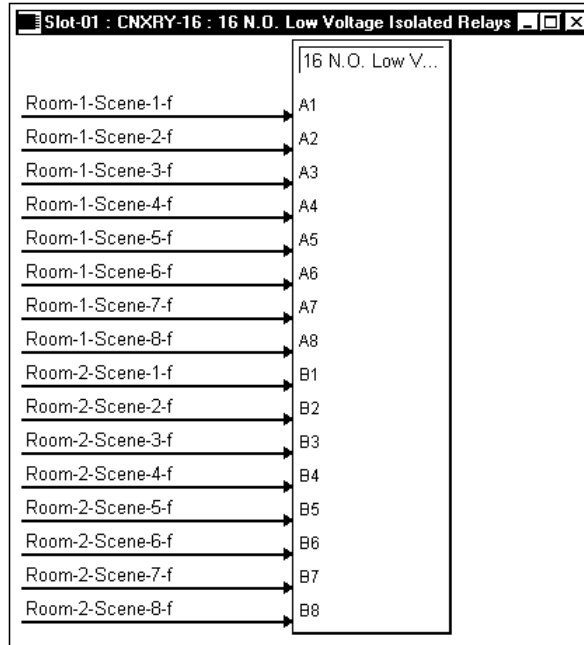 Slot-01 : CNXRY-16 : 16 N.O. Low Voltage Isolated Relays
16 N.O. Low V...
Room-1-Scene-1-f A1
Room-1-Scene-2-f A2
Room-1-Scene-3-f A3
Room-1-Scene-4-f A4
Room-1-Scene-5-f A5
Room-1-Scene-6-f A6
Room-1-Scene-7-f A7
Room-1-Scene-8-f A8
Room-2-Scene-1-f B1
Room-2-Scene-2-f B2
Room-2-Scene-3-f B3
Room-2-Scene-4-f B4
Room-2-Scene-5-f B5
Room-2-Scene-6-f B6
Room-2-Scene-7-f B7
Room-2-Scene-8-f B8